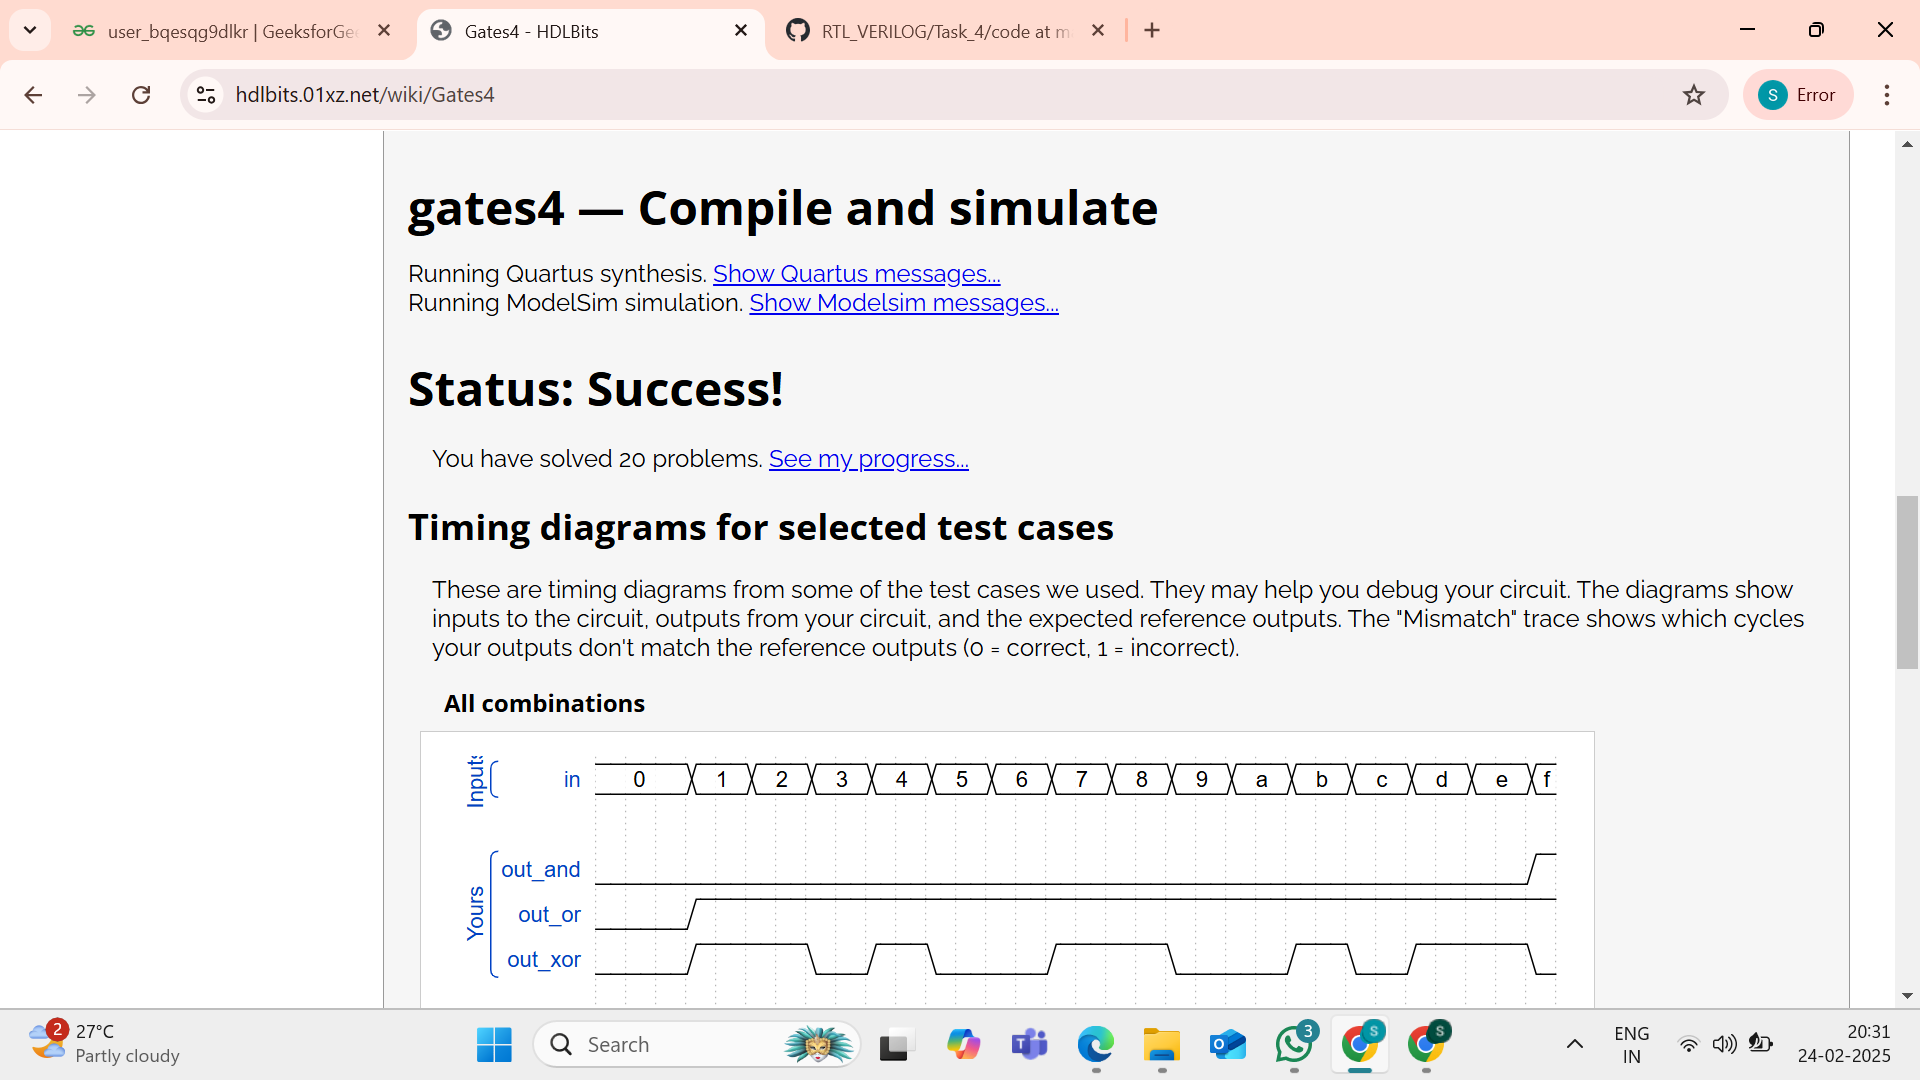 user_bqesqg9dlkr | GeeksforGe
Gates4 - HDLBits
RTL_VERILOG/Task_4/code at m
hdlbits.01xz.net/wiki/Gates4
S Error
gates4 — Compile and simulate
Running Quartus synthesis. Show Quartus messages...
Running ModelSim simulation. Show Modelsim messages...
Status: Success!
You have solved 20 problems. See my progress...
Timing diagrams for selected test cases
These are timing diagrams from some of the test cases we used. They may help you debug your circuit. The diagrams show
inputs to the circuit, outputs from your circuit, and the expected reference outputs. The "Mismatch" trace shows which cycles
your outputs don't match the reference outputs (0 = correct, 1 = incorrect).
All combinations
Inputs
in 0 1 2 3 4 5 6 7 8 9 a b c d e f
Yours
out_and
out_or
out_xor
2
27°C
Partly cloudy
Search
3
S
S
ENG
IN
20:31
24-02-2025